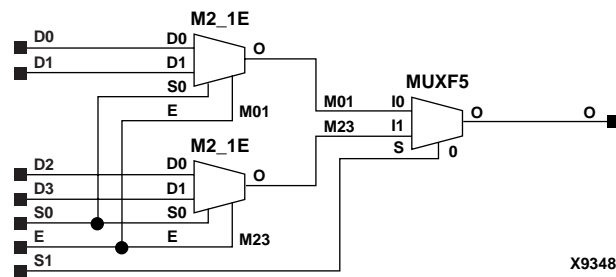 M2_1E
D0 D0
D1 D1 O
S0
E M01
MUXF5
M01 I0
M23 I1 O O
S 0
M2_1E
D2 D0
D3 D1 O
S0 S0
E E M23
S1
X9348